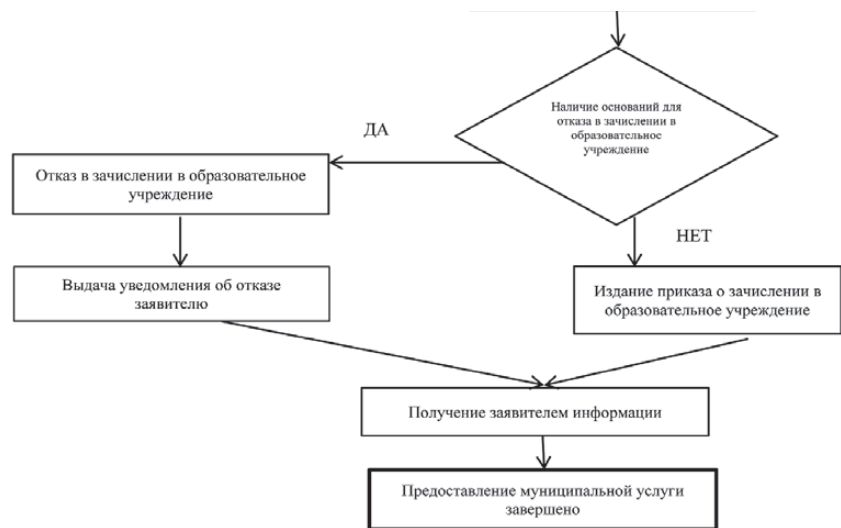 Наличие оснований для
отказа в зачислении в
образовательное
учреждение
ДА
Отказ в зачислении в образовательное
учреждение
НЕТ
Выдача уведомления об отказе
заявителю
Издание приказа о зачислении в
образовательное учреждение
Получение заявителем информации
Предоставление муниципальной услуги
завершено